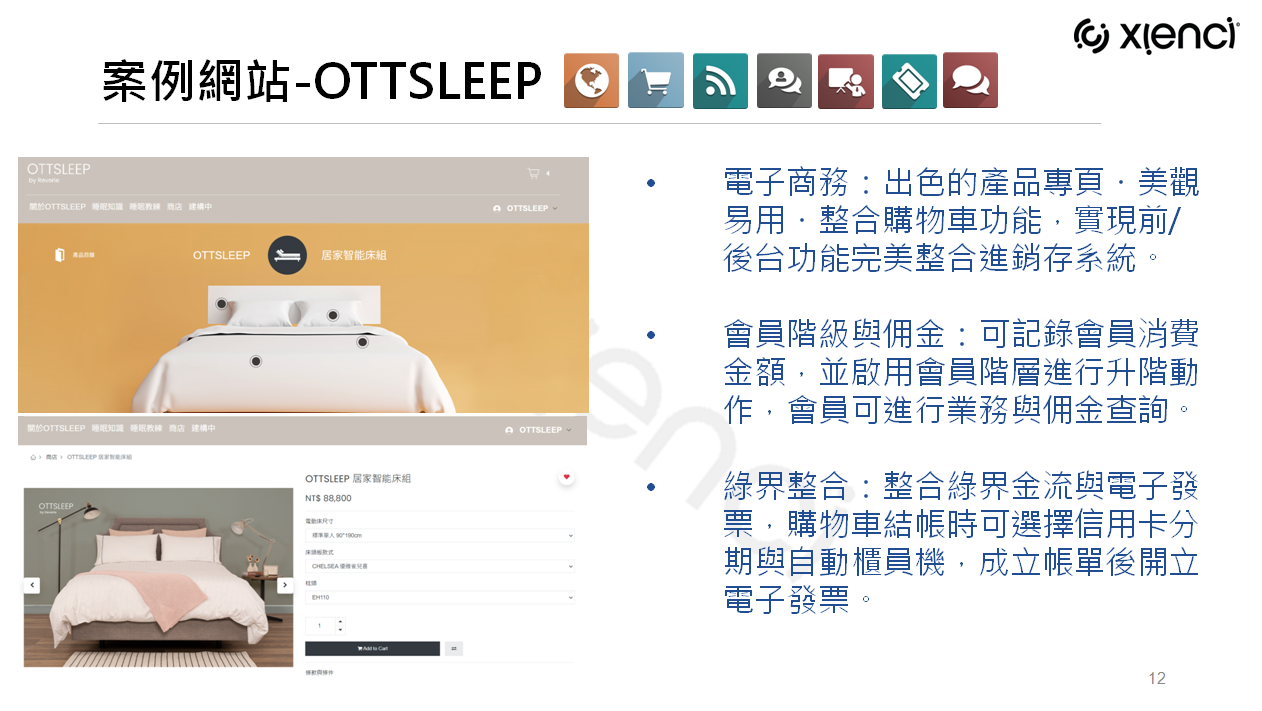 xienci
案例網站-OTTSLEEP
OTTSLEEP
by Reverie
4
關於OTTSLEEP 睡眠知識 睡眠教練 商店 建構中
OTTSLEEP
產品目錄
OTTSLEEP
居家智能床組
關於OTTSLEEP 睡眠知識 睡眠教練 商店 建構中
OTTSLEEP
商店 › OTTSLEEP 居家智能床組
OTTSLEEP 居家智能床組
NT$ 88,800
OTTSLEEP
電動床尺寸
標準單人 90*190cm
床頭板款式
CHELSEA 優雅雀兒喜
枕頭
EH110
1
Add to Cart
條款與條件
• 電子商務：出色的產品專頁．美觀
易用．整合購物車功能，實現前/
後台功能完美整合進銷存系統。
• 會員階級與佣金：可記錄會員消費
金額，並啟用會員階層進行升階動
作，會員可進行業務與佣金查詢。
• 綠界整合：整合綠界金流與電子發
票，購物車結帳時可選擇信用卡分
期與自動櫃員機，成立帳單後開立
電子發票。
12